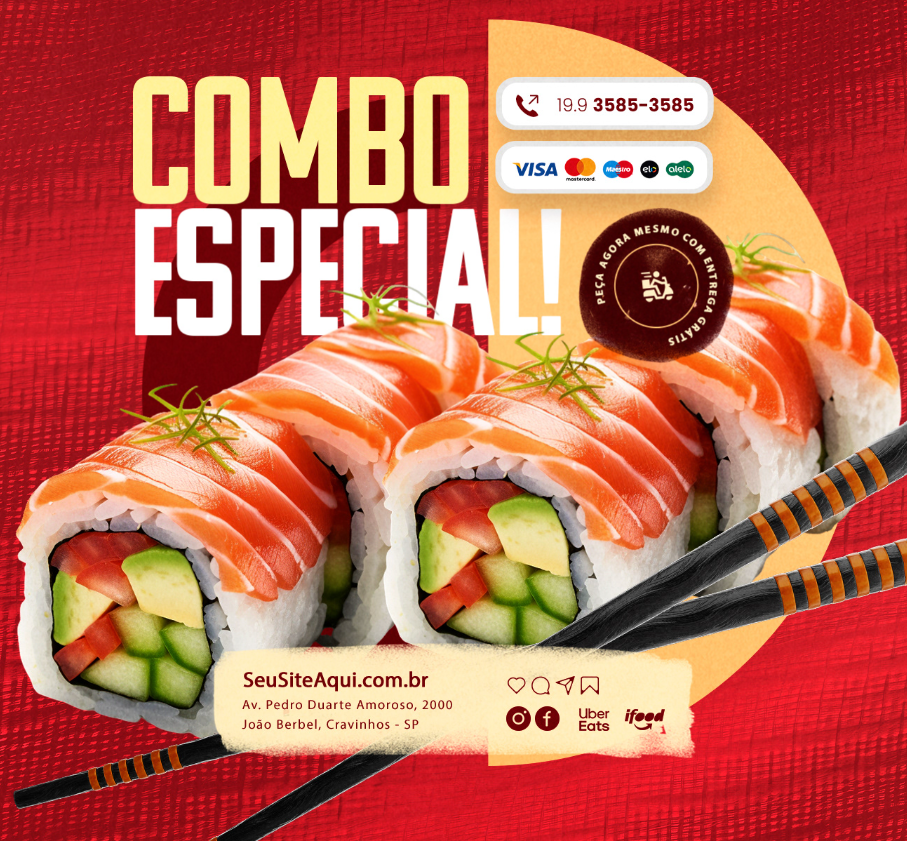 COMBO
ESPECIAL!
19.9 3585-3585
VISA
mastercard.
Maestro
elo
alelo
PEÇA AGORA MESMO COM ENTREGA GRÁTIS
SeuSiteAqui.com.br
Av. Pedro Duarte Amoroso, 2000
João Berbel, Cravinhos - SP
Uber
Eats
ifood